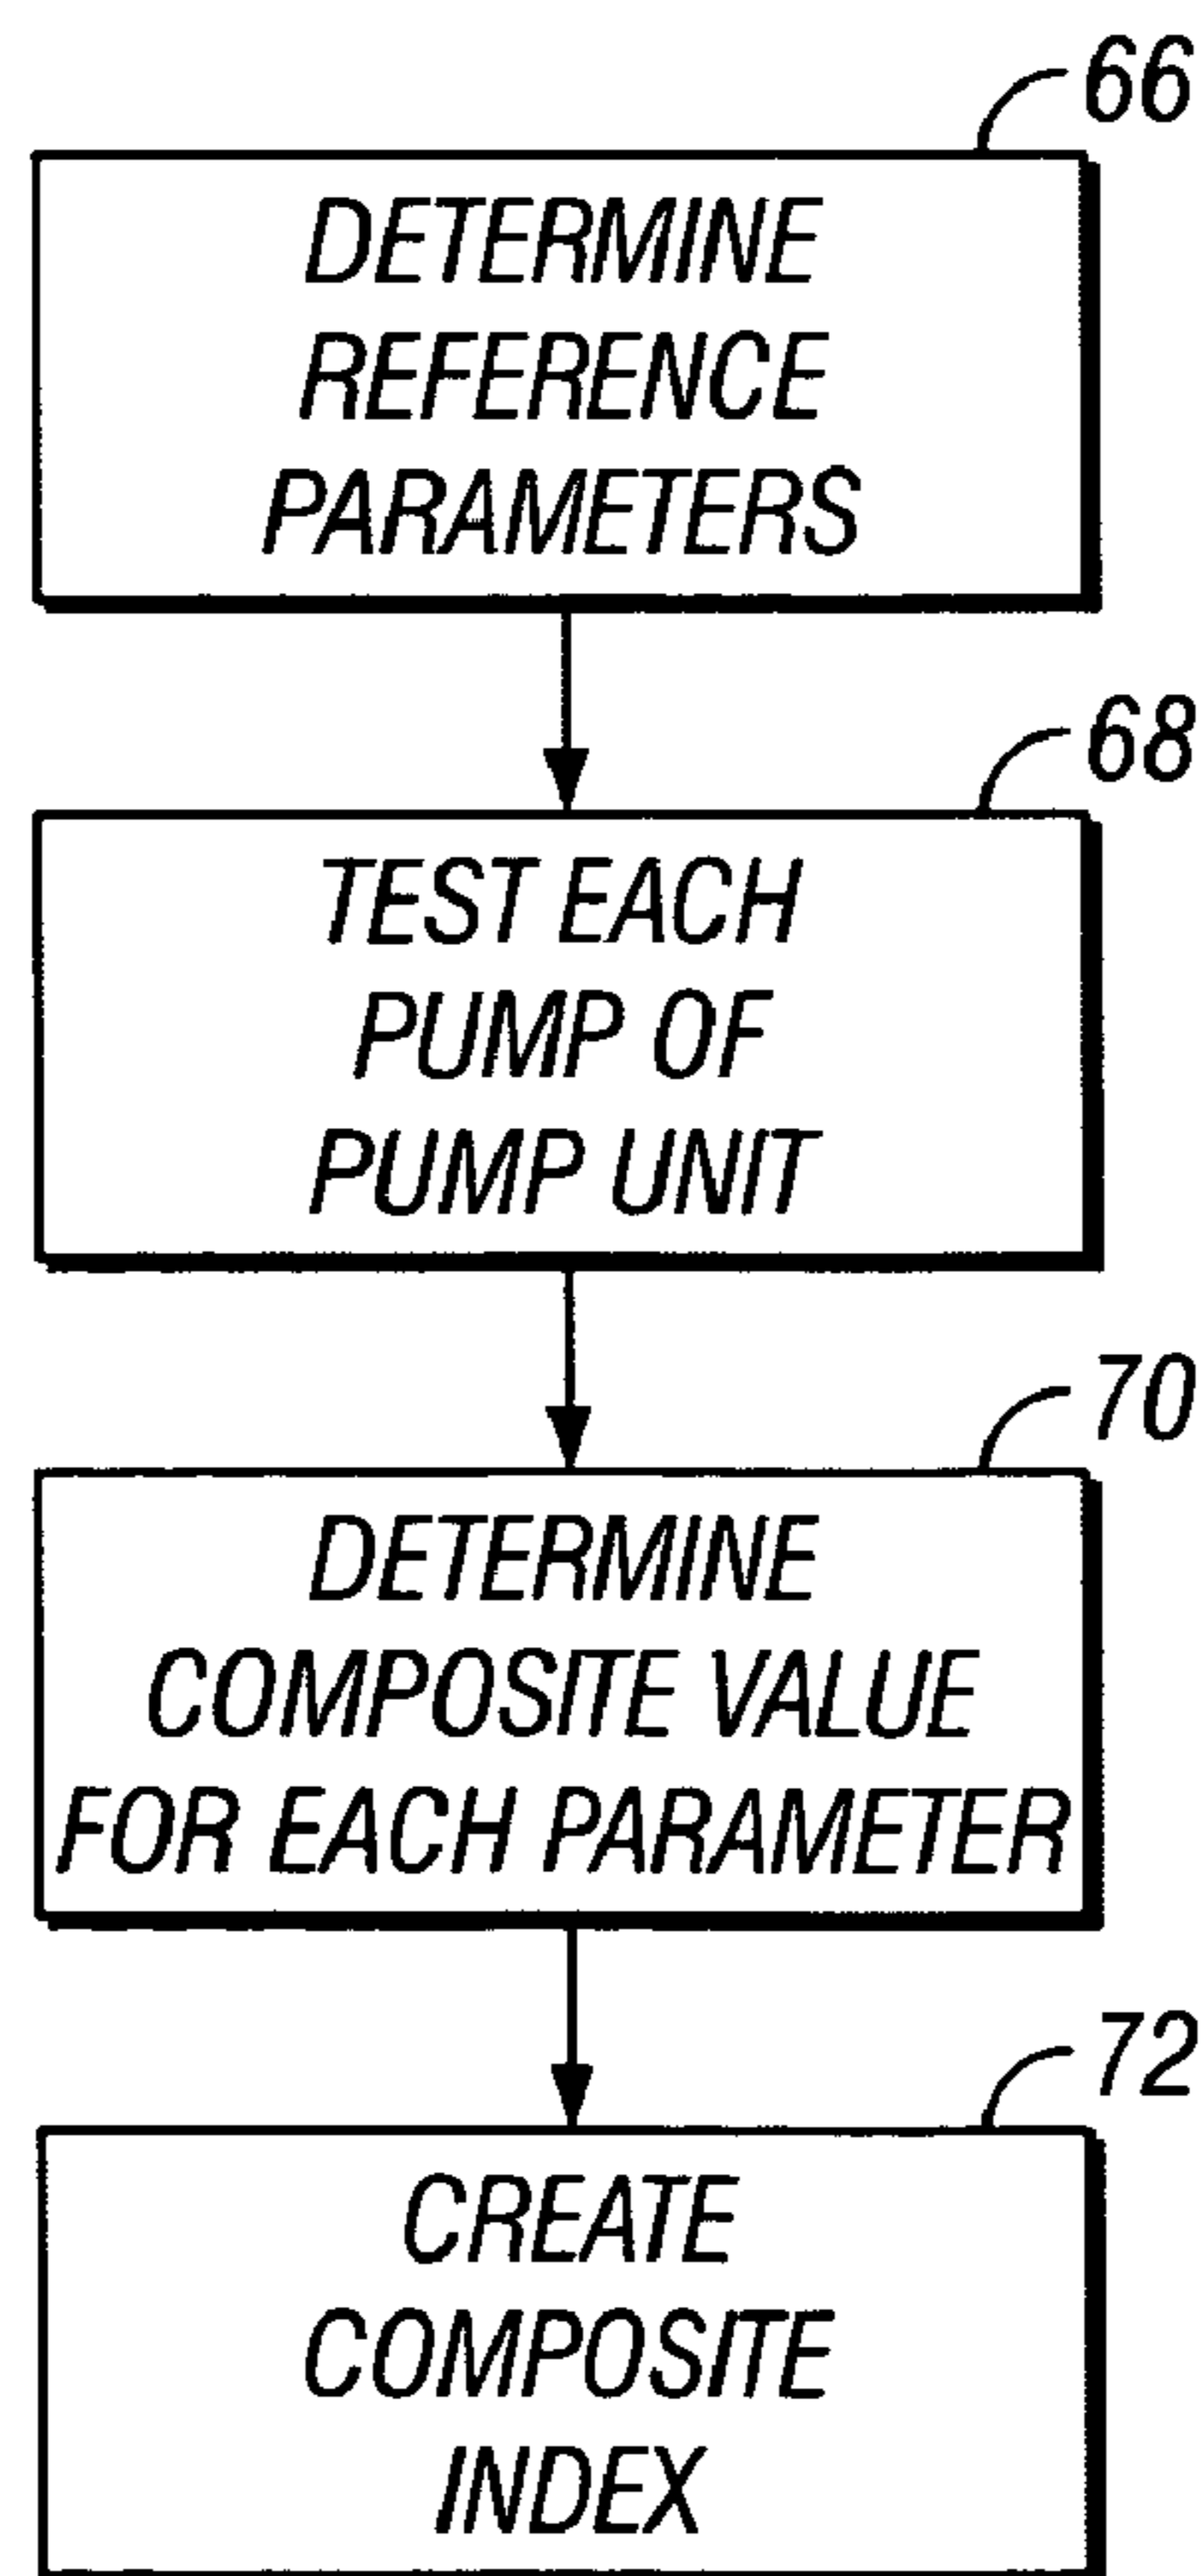 66
DETERMINE
REFERENCE
PARAMETERS
68
TEST EACH
PUMP OF
PUMP UNIT
70
DETERMINE
COMPOSITE VALUE
FOR EACH PARAMETER
72
CREATE
COMPOSITE
INDEX